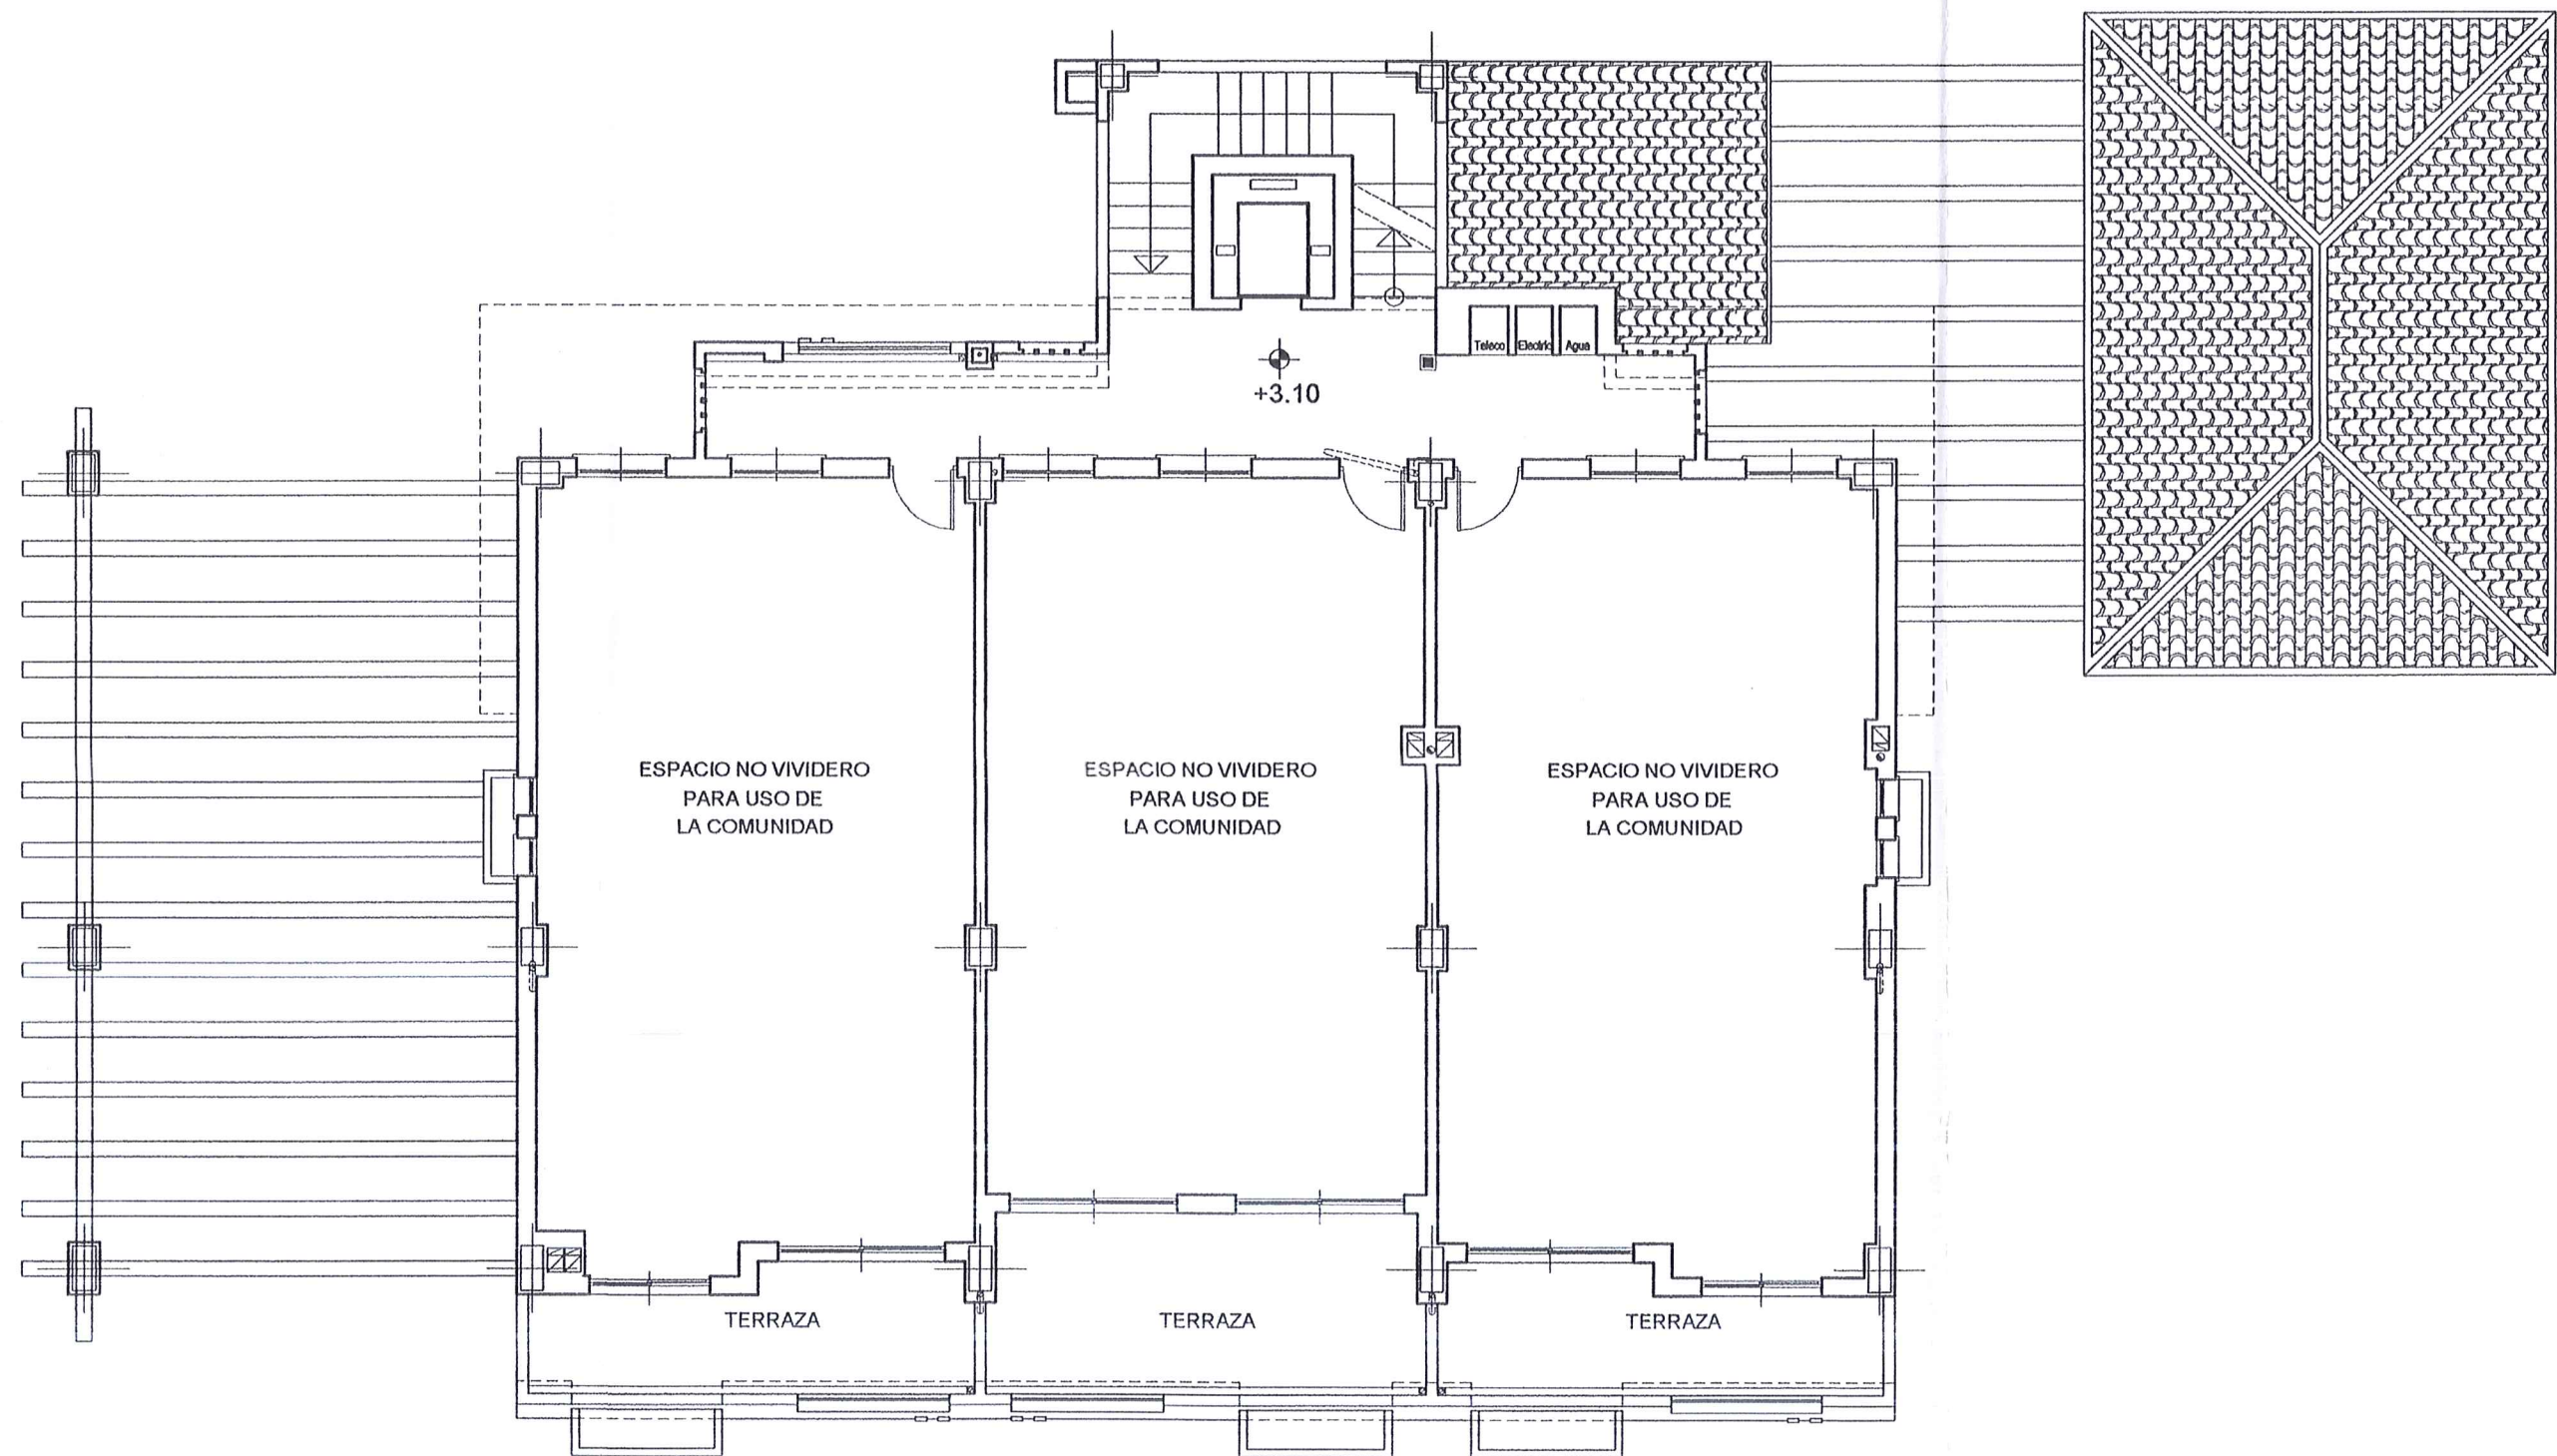 Teleco
Electric
Agua
+3.10
ESPACIO NO VIVIDERO
PARA USO DE
LA COMUNIDAD
ESPACIO NO VIVIDERO
PARA USO DE
LA COMUNIDAD
ESPACIO NO VIVIDERO
PARA USO DE
LA COMUNIDAD
TERRAZA
TERRAZA
TERRAZA